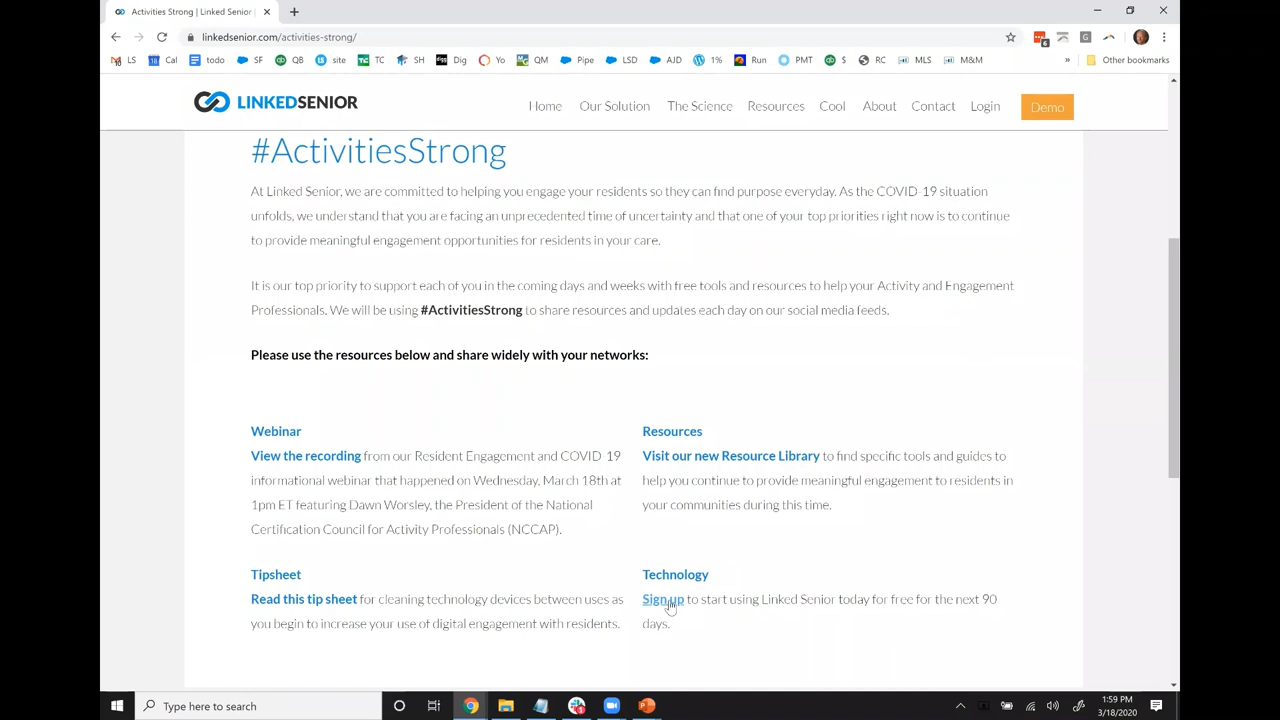 Activities Strong | Linked Senior
linkedsenior.com/activities-strong/
LS Cal todo SF QB site TC SH Dig Yo QM Pipe LSD AJD 1% Run PMT $ RC MLS M&M » Other bookmarks
LINKEDSENIOR Home Our Solution The Science Resources Cool About Contact Login Demo
#ActivitiesStrong
At Linked Senior, we are committed to helping you engage your residents so they can find purpose everyday. As the COVID-19 situation
unfolds, we understand that you are facing an unprecedented time of uncertainty and that one of your top priorities right now is to continue
to provide meaningful engagement opportunities for residents in your care.
It is our top priority to support each of you in the coming days and weeks with free tools and resources to help your Activity and Engagement
Professionals. We will be using #ActivitiesStrong to share resources and updates each day on our social media feeds.
Please use the resources below and share widely with your networks:
Webinar
View the recording from our Resident Engagement and COVID-19
informational webinar that happened on Wednesday, March 18th at
1pm ET featuring Dawn Worsley, the President of the National
Certification Council for Activity Professionals (NCCAP).
Resources
Visit our new Resource Library to find specific tools and guides to
help you continue to provide meaningful engagement to residents in
your communities during this time.
Tipsheet
Read this tip sheet for cleaning technology devices between uses as
you begin to increase your use of digital engagement with residents.
Technology
Sign up to start using Linked Senior today for free for the next 90
days.
Type here to search
1:59 PM
3/18/2020